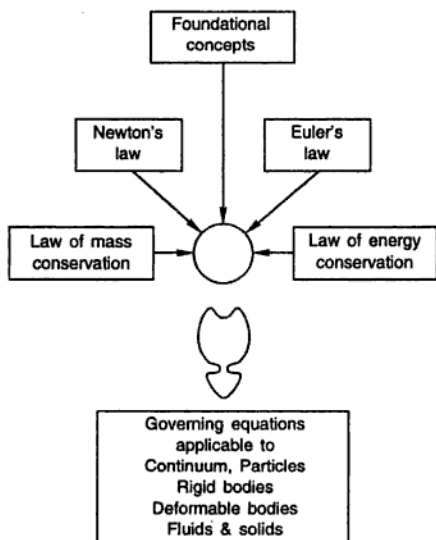 Foundational
concepts
Newton's
law
Euler's
law
Law of mass
conservation
Law of energy
conservation
Governing equations
applicable to
Continuum, Particles
Rigid bodies
Deformable bodies
Fluids & solids